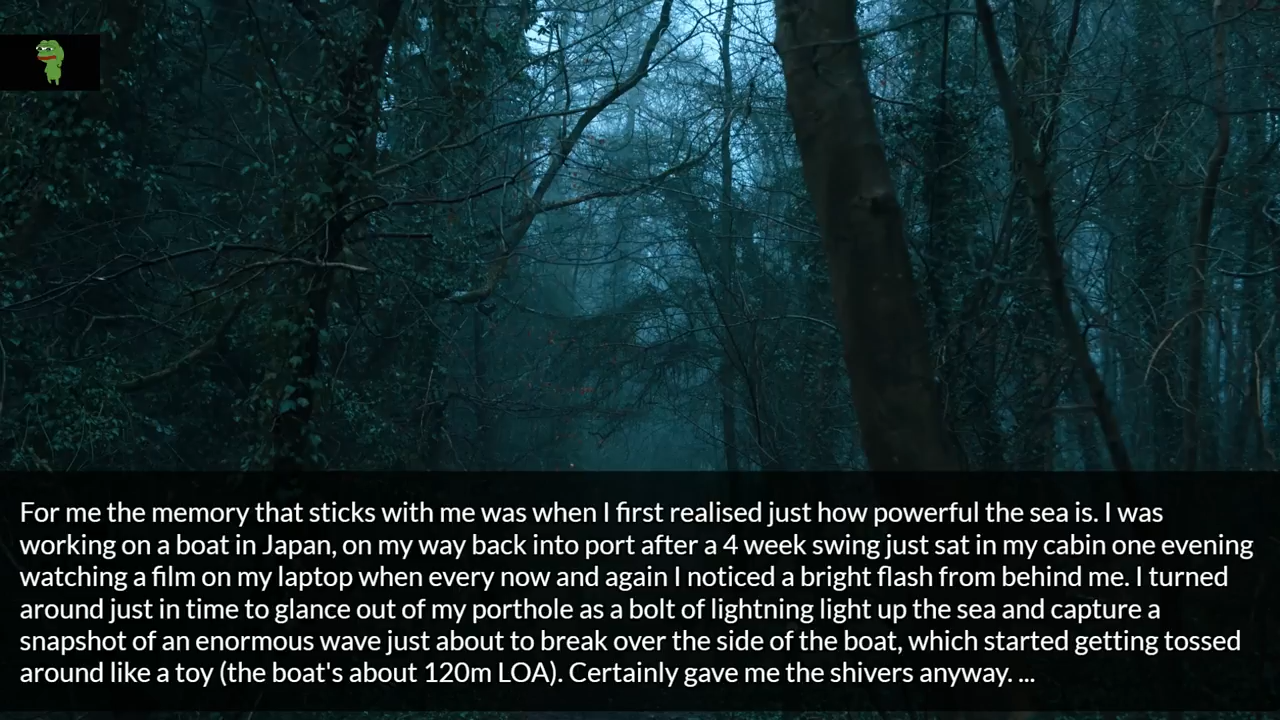 For me the memory that sticks with me was when I first realised just how powerful the sea is. I was
working on a boat in Japan, on my way back into port after a 4 week swing just sat in my cabin one evening
watching a film on my laptop when every now and again I noticed a bright flash from behind me. I turned
around just in time to glance out of my porthole as a bolt of lightning light up the sea and capture a
snapshot of an enormous wave just about to break over the side of the boat, which started getting tossed
around like a toy (the boat's about 120m LOA). Certainly gave me the shivers anyway. ...